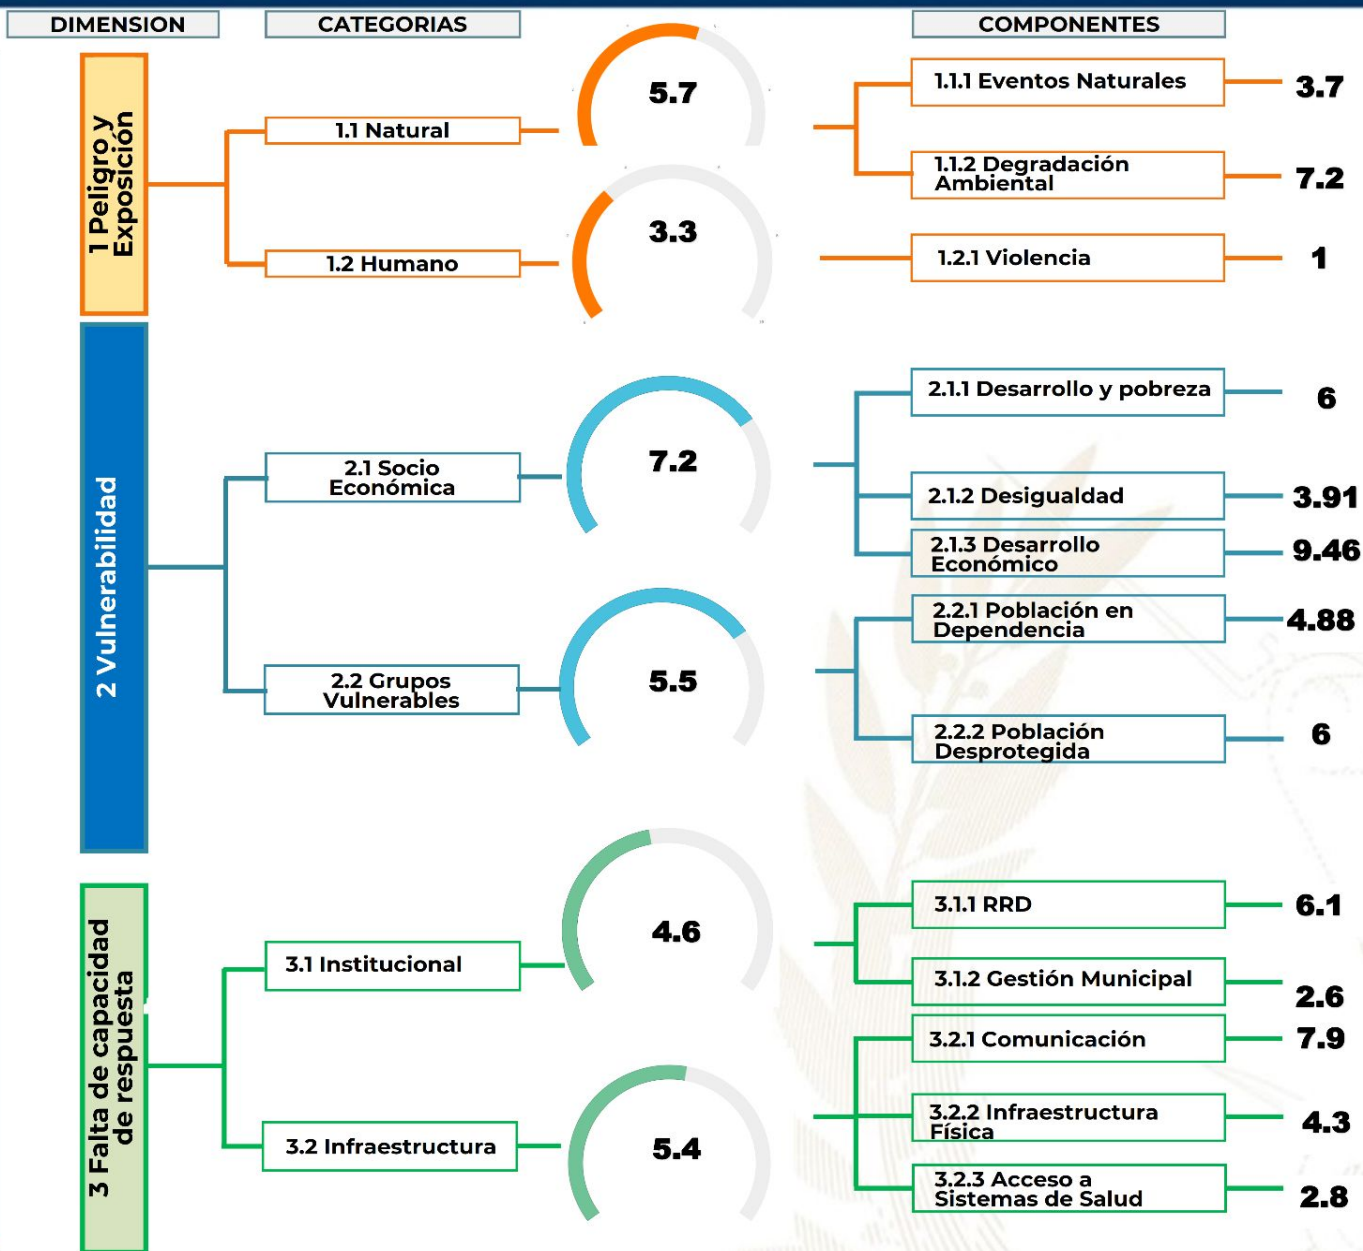 DIMENSION
CATEGORIAS
COMPONENTES
1 Peligro y
Exposición
1.1 Natural
5.7
1.1.1 Eventos Naturales
3.7
1.1.2 Degradación
Ambiental
7.2
1.2 Humano
3.3
1.2.1 Violencia
1
2 Vulnerabilidad
2.1 Socio
Económica
7.2
2.1.1 Desarrollo y pobreza
6
2.1.2 Desigualdad
3.91
2.1.3 Desarrollo
Económico
9.46
2.2 Grupos
Vulnerables
5.5
2.2.1 Población en
Dependencia
4.88
2.2.2 Población
Desprotegida
6
3 Falta de capacidad
de respuesta
3.1 Institucional
4.6
3.1.1 RRD
6.1
3.1.2 Gestión Municipal
2.6
3.2 Infraestructura
5.4
3.2.1 Comunicación
7.9
3.2.2 Infraestructura
Física
4.3
3.2.3 Acceso a
Sistemas de Salud
2.8